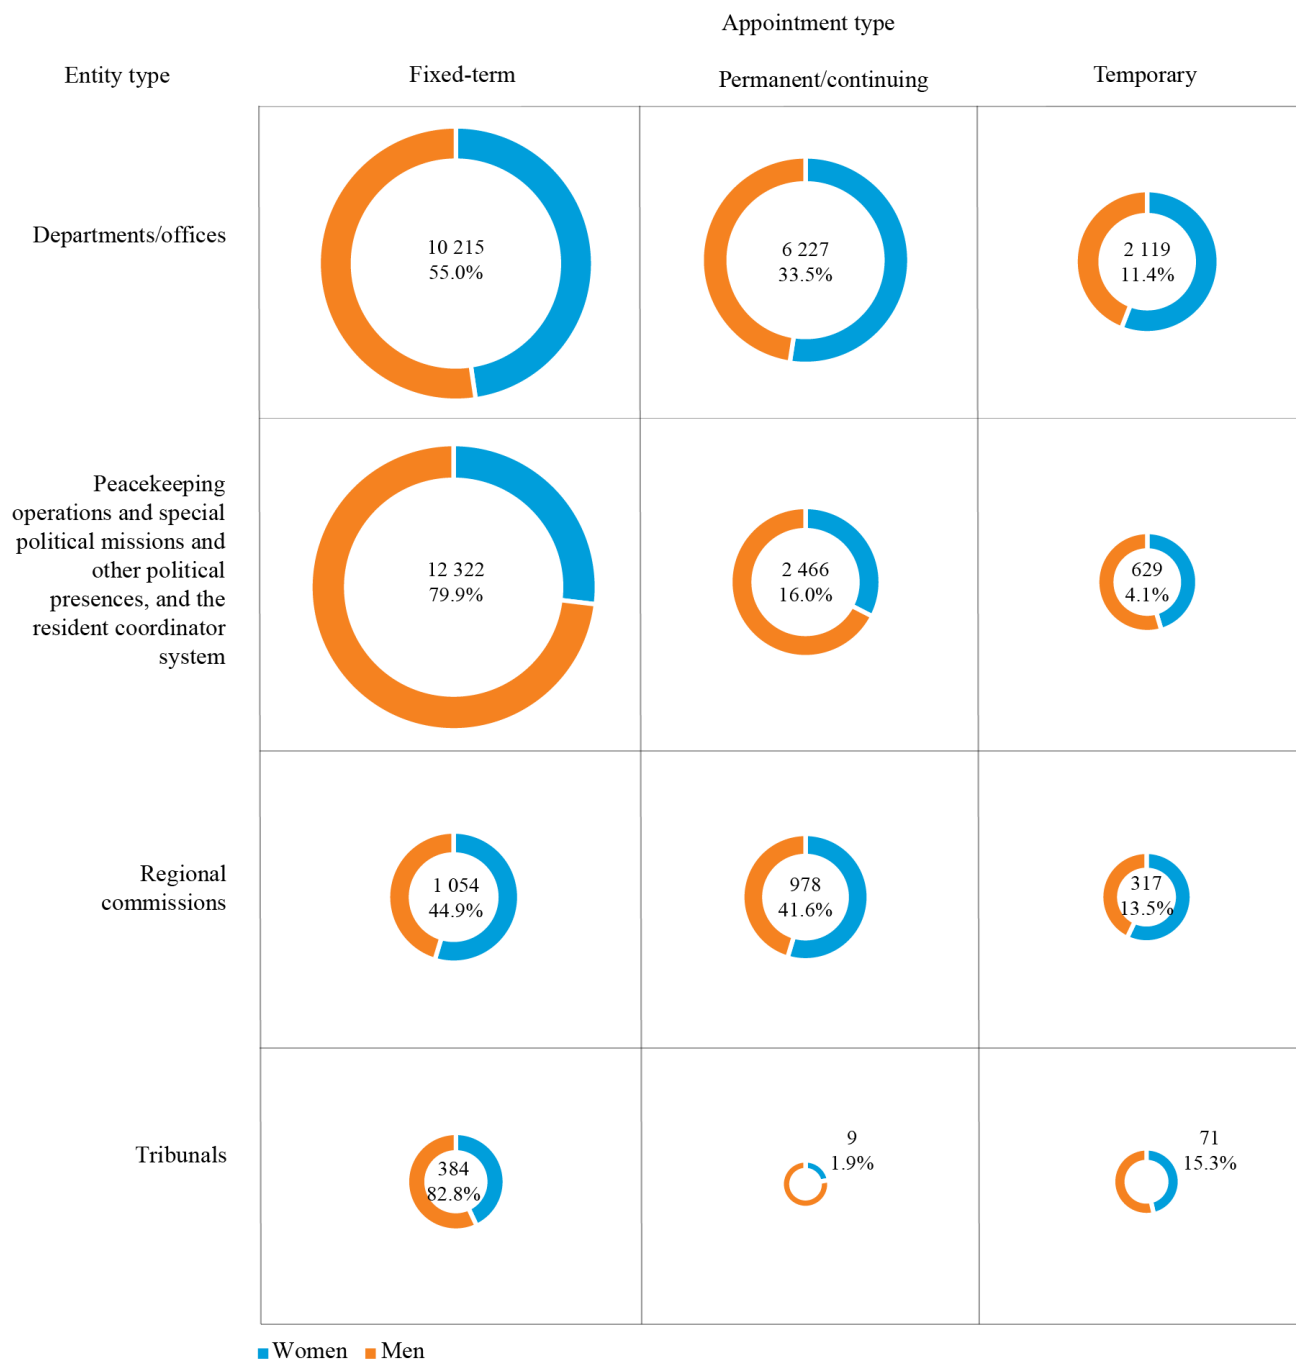 Appointment type
Entity type
Fixed-term
Permanent/continuing
Temporary
Departments/offices
10 215
55.0%
6 227
33.5%
2 119
11.4%
Peacekeeping
operations and special
political missions and
other political
presences, and the
resident coordinator
system
12 322
79.9%
2 466
16.0%
629
4.1%
Regional
commissions
1 054
44.9%
978
41.6%
317
13.5%
Tribunals
384
82.8%
9
1.9%
71
15.3%
Women
Men